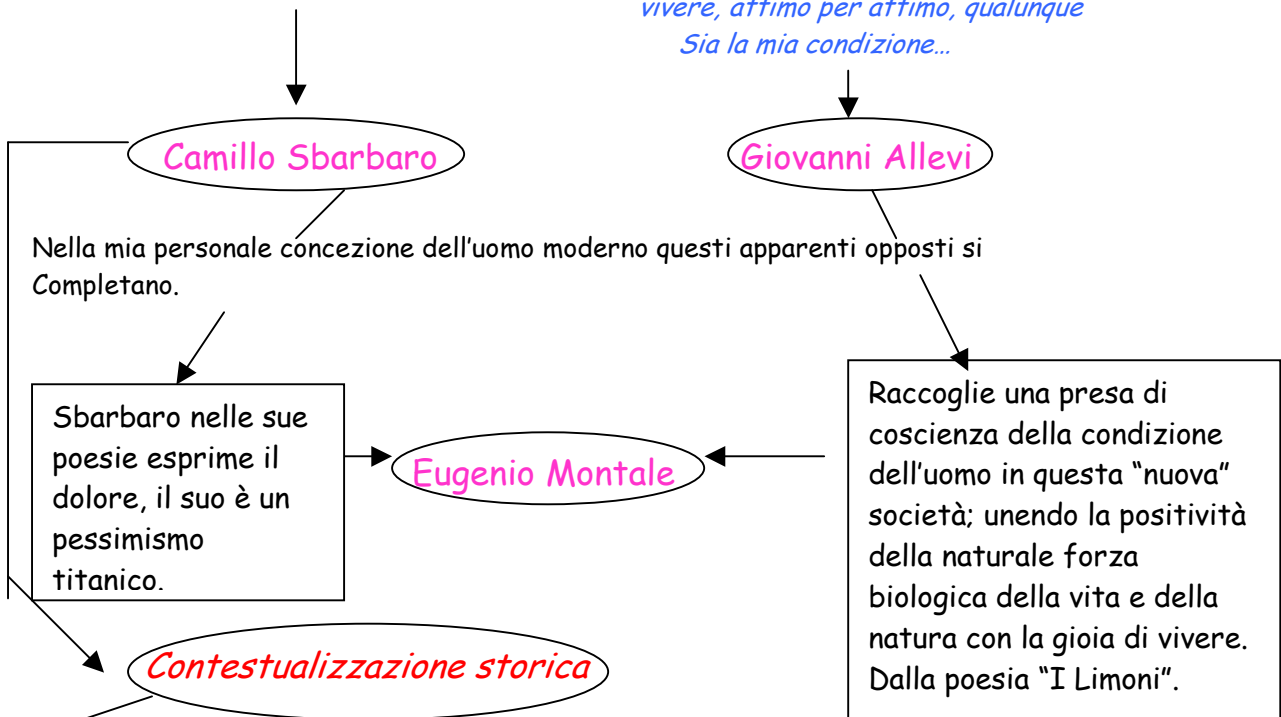 vivere, attimo per attimo, qualunque
Sia la mia condizione...
Camillo Sbarbaro
Giovanni Allevi
Nella mia personale concezione dell'uomo moderno questi apparenti opposti si
Completano.
Sbarbaro nelle sue
poesie esprime il
dolore, il suo è un
pessimismo
titanico.
Eugenio Montale
Raccoglie una presa di
coscienza della condizione
dell'uomo in questa "nuova"
società; unendo la positività
della naturale forza
biologica della vita e della
natura con la gioia di vivere.
Dalla poesia "I Limoni".
Contestualizzazione storica